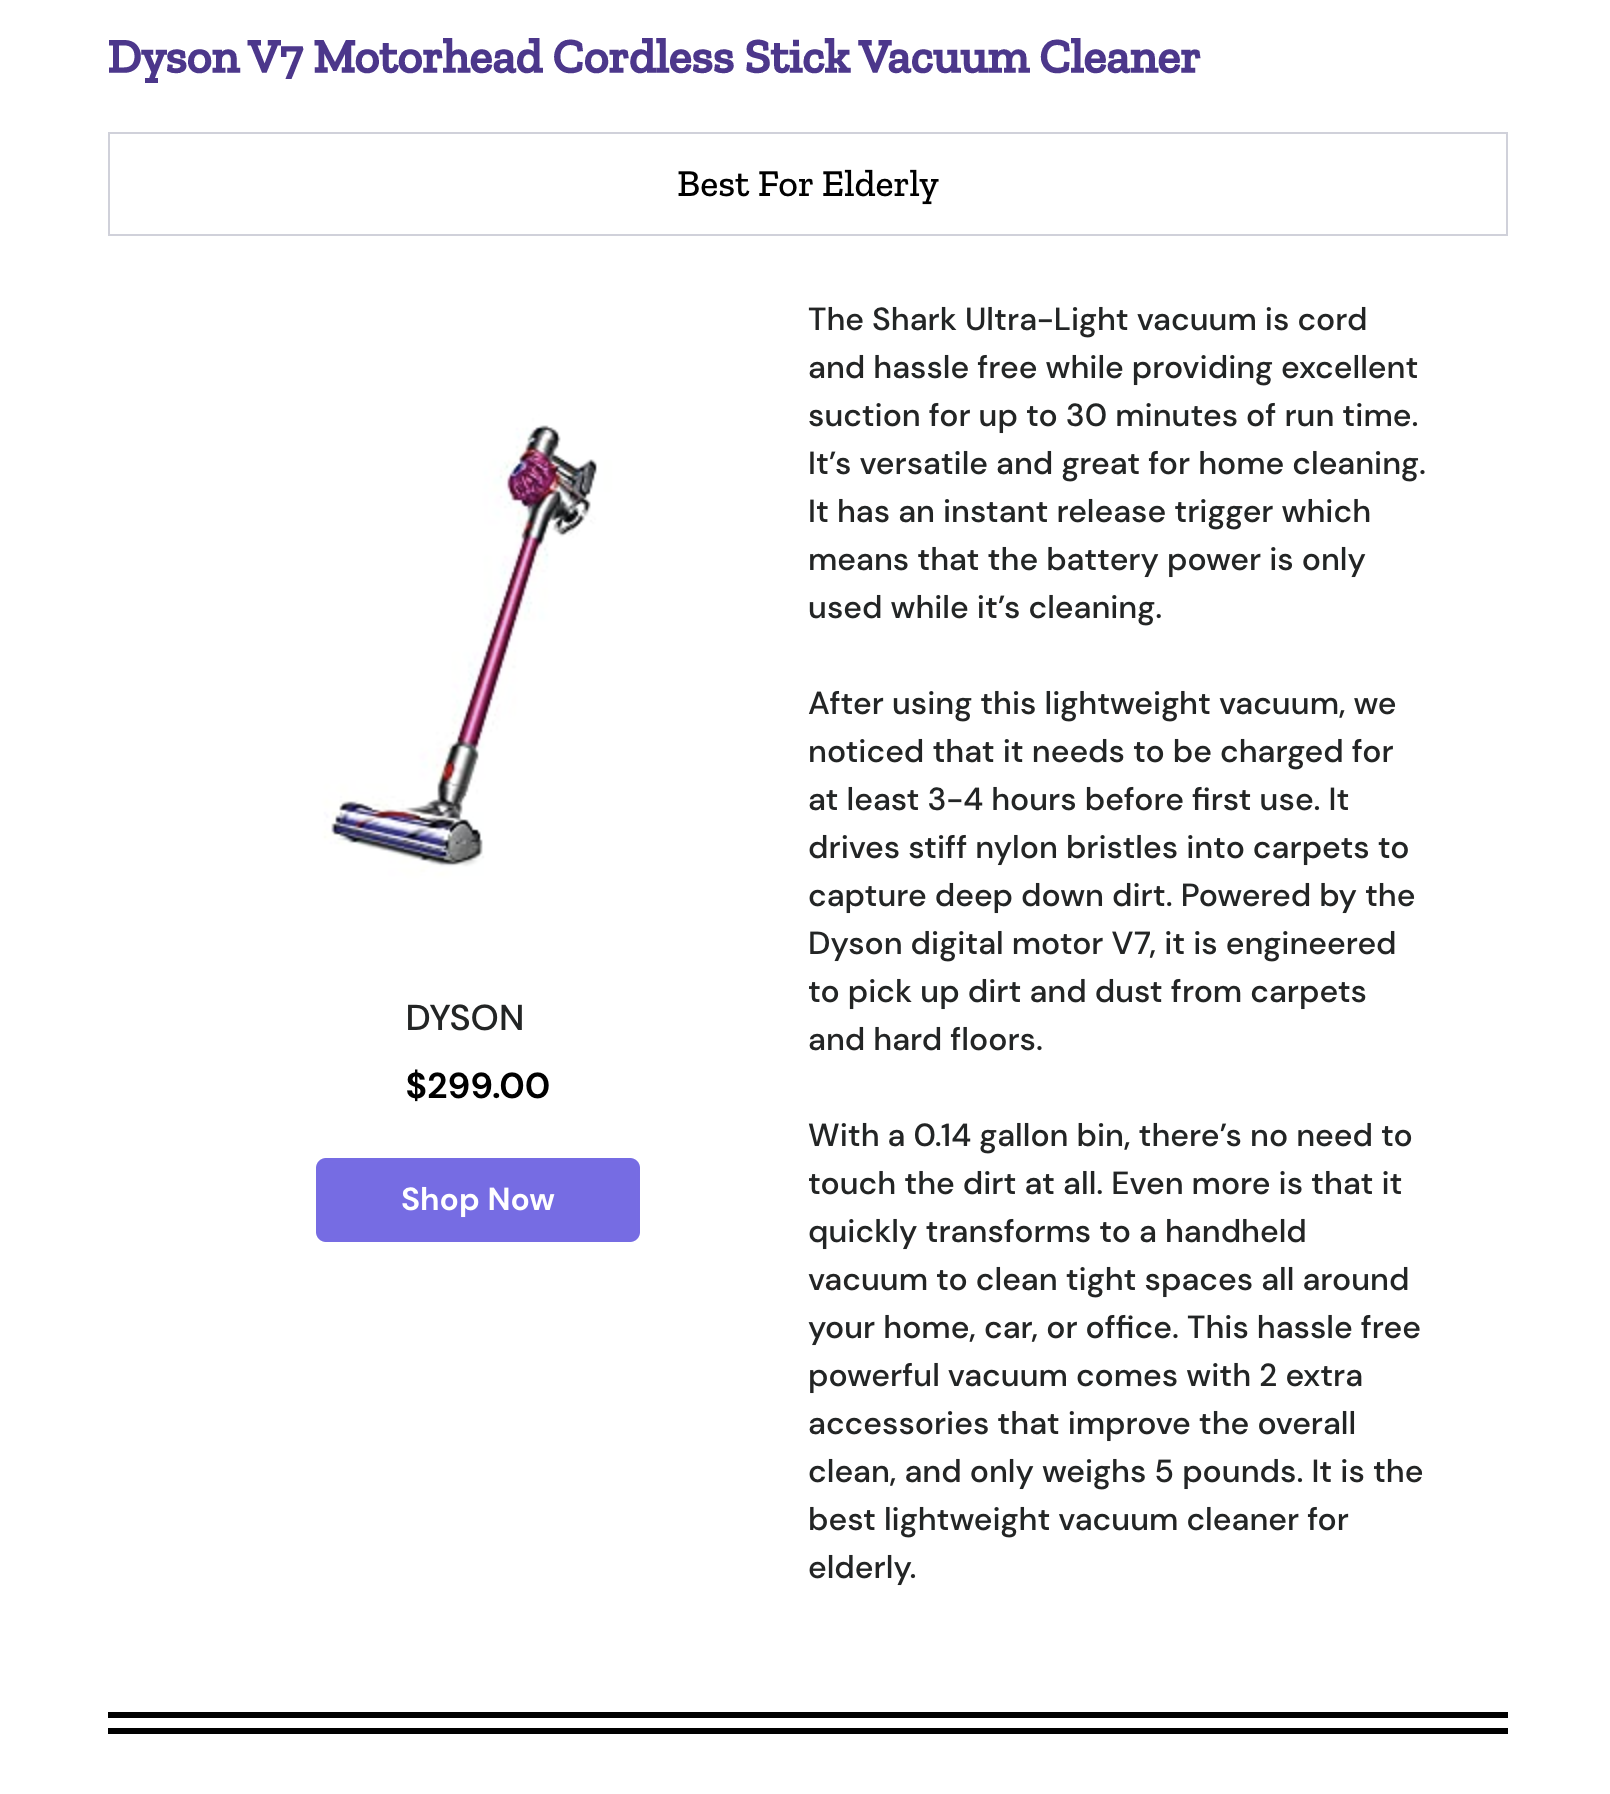 Dyson V7 Motorhead Cordless Stick Vacuum Cleaner
Best For Elderly
DYSON
$299.00
Shop Now
The Shark Ultra-Light vacuum is cord
and hassle free while providing excellent
suction for up to 30 minutes of run time.
It’s versatile and great for home cleaning.
It has an instant release trigger which
means that the battery power is only
used while it’s cleaning.
After using this lightweight vacuum, we
noticed that it needs to be charged for
at least 3-4 hours before first use. It
drives stiff nylon bristles into carpets to
capture deep down dirt. Powered by the
Dyson digital motor V7, it is engineered
to pick up dirt and dust from carpets
and hard floors.
With a 0.14 gallon bin, there’s no need to
touch the dirt at all. Even more is that it
quickly transforms to a handheld
vacuum to clean tight spaces all around
your home, car, or office. This hassle free
powerful vacuum comes with 2 extra
accessories that improve the overall
clean, and only weighs 5 pounds. It is the
best lightweight vacuum cleaner for
elderly.